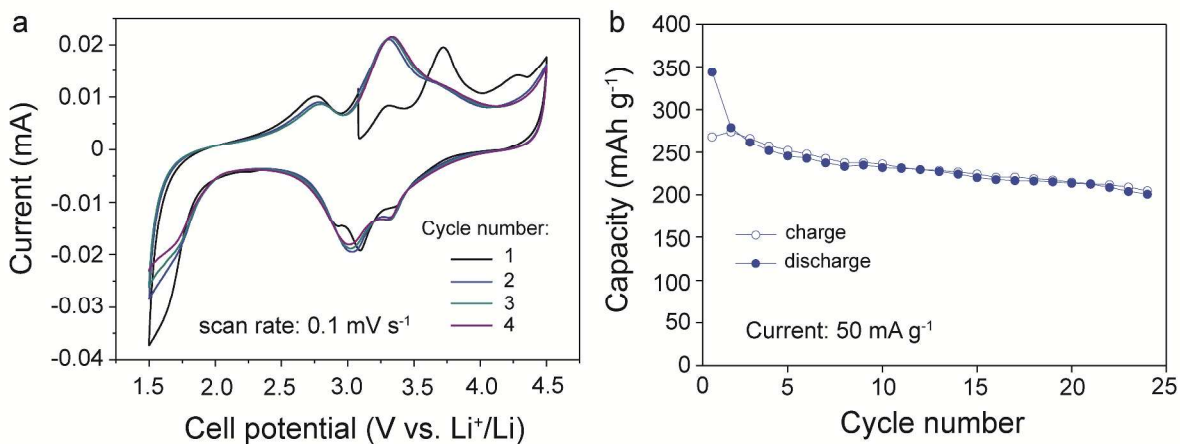 a
0.02
0.01
0
-0.01
-0.02
-0.03
-0.04
Current (mA)
Cycle number:
1
2
3
4
scan rate: 0.1 mV s⁻¹
1.5 2.0 2.5 3.0 3.5 4.0 4.5
Cell potential (V vs. Li⁺/Li)
b
400
350
300
250
200
150
100
50
0
Capacity (mAh g⁻¹)
charge
discharge
Current: 50 mA g⁻¹
0 5 10 15 20 25
Cycle number